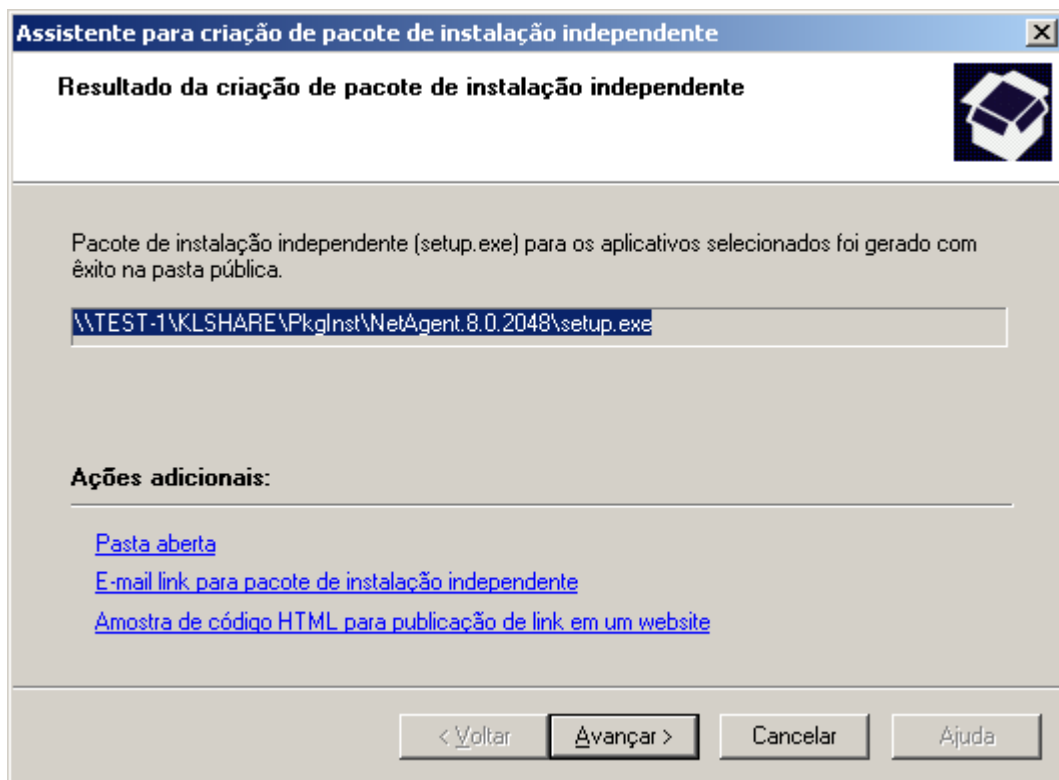 Assistente para criação de pacote de instalação independente
Resultado da criação de pacote de instalação independente
Pacote de instalação independente (setup.exe) para os aplicativos selecionados foi gerado com
êxito na pasta pública.
\\TEST-1\KLSHARE\PkgInst\NetAgent.8.0.2048\setup.exe
Ações adicionais:
Pasta aberta
E-mail link para pacote de instalação independente
Amostra de código HTML para publicação de link em um website
< Voltar Avançar > Cancelar Ajuda